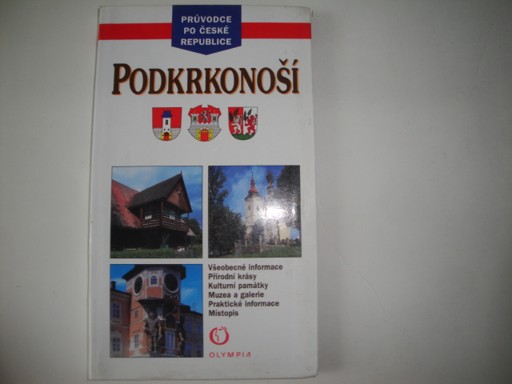 PRŮVODCE
PO ČESKÉ
REPUBLICE
PODKRKONOŠÍ
Všeobecné informace
Přírodní krásy
Kulturní památky
Muzea a galerie
Praktické informace
Místopis
OLYMPIA